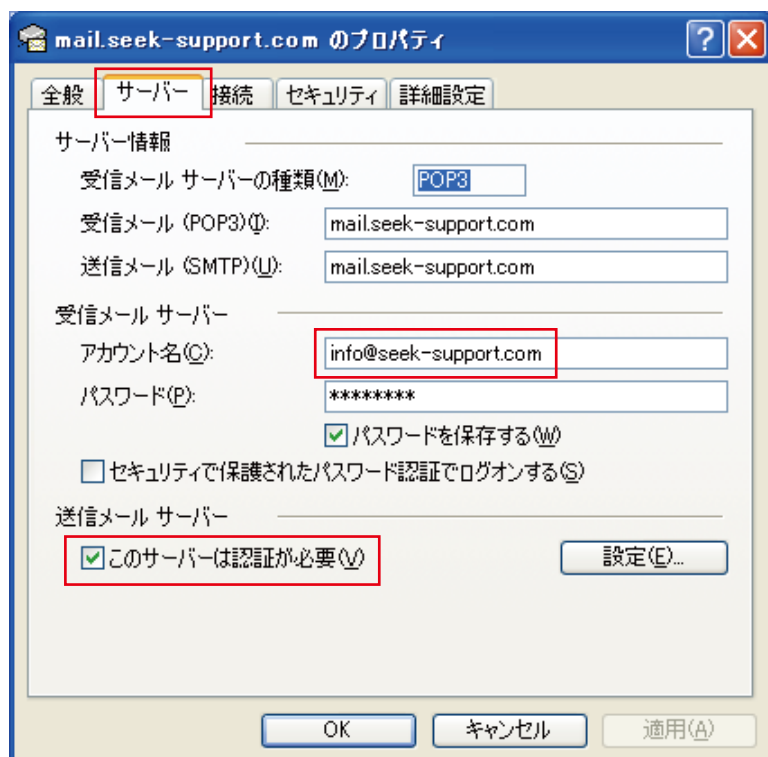 mail.seek-support.com のプロパティ
全般 サーバー 接続 セキュリティ 詳細設定
サーバー情報
受信メール サーバーの種類(M): POP3
受信メール (POP3)(I): mail.seek-support.com
送信メール (SMTP)(U): mail.seek-support.com
受信メール サーバー
アカウント名(C): info@seek-support.com
パスワード(P): ********
パスワードを保存する(W)
セキュリティで保護されたパスワード認証でログオンする(S)
送信メール サーバー
このサーバーは認証が必要(V) 設定(E)...
OK キャンセル 適用(A)